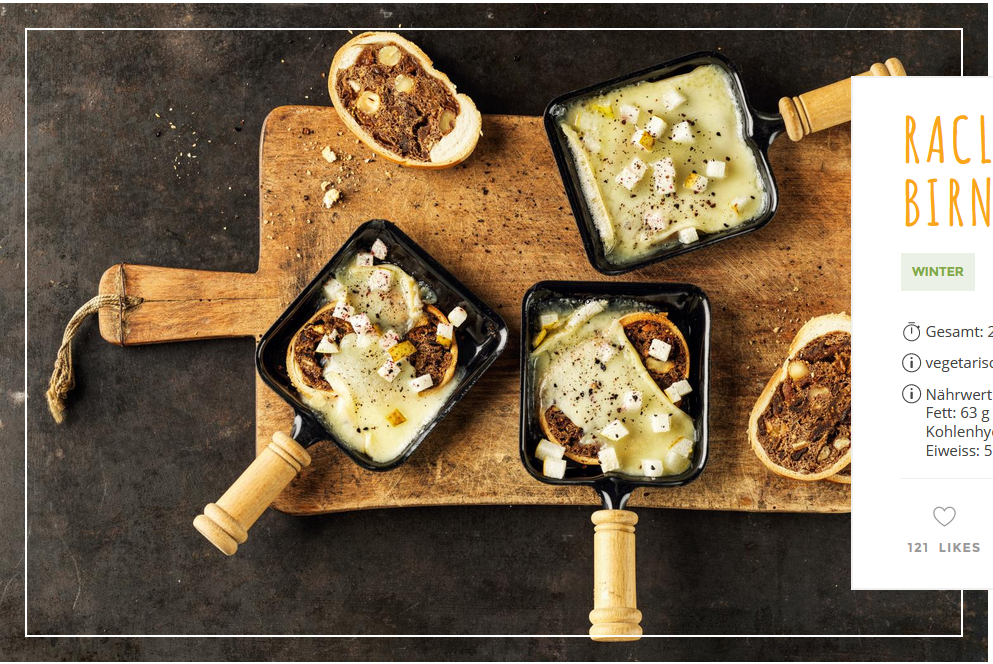 RACL
BIRN
WINTER
Gesamt: 2
vegetarisc
Nährwert
Fett: 63 g
Kohlenhy
Eiweiss: 5
121 LIKES